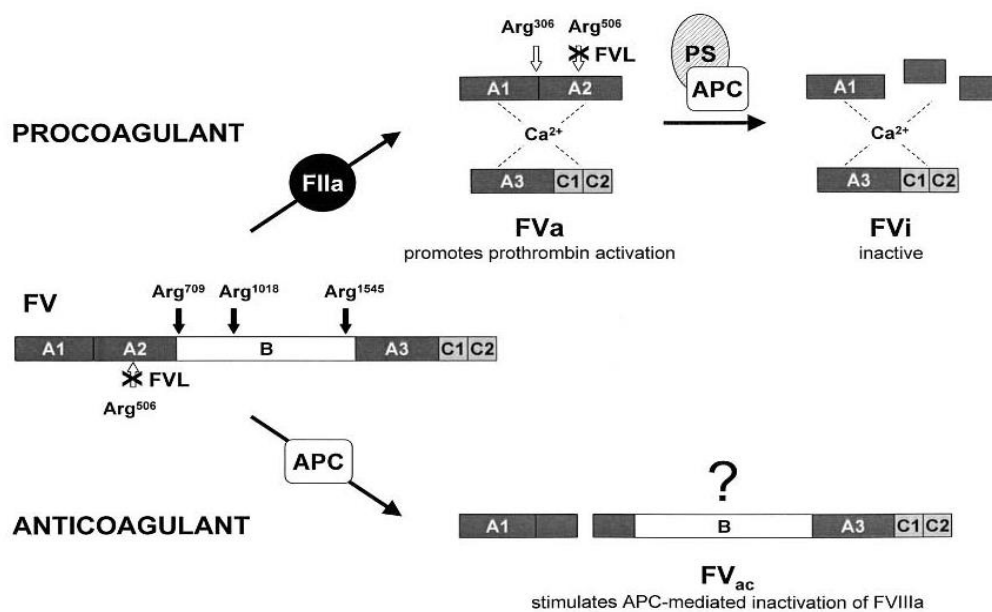 Arg306 Arg506
FVL
PS
APC
A1 A2
A1
PROCOAGULANT
Ca2+
Ca2+
FIIa
A3 C1 C2
A3 C1 C2
FVa
FVi
promotes prothrombin activation
inactive
FV
Arg709 Arg1018 Arg1545
A1 A2 B A3 C1 C2
FVL
Arg506
APC
?
ANTICOAGULANT
A1 B A3 C1 C2
FVac
stimulates APC-mediated inactivation of FVIIIa